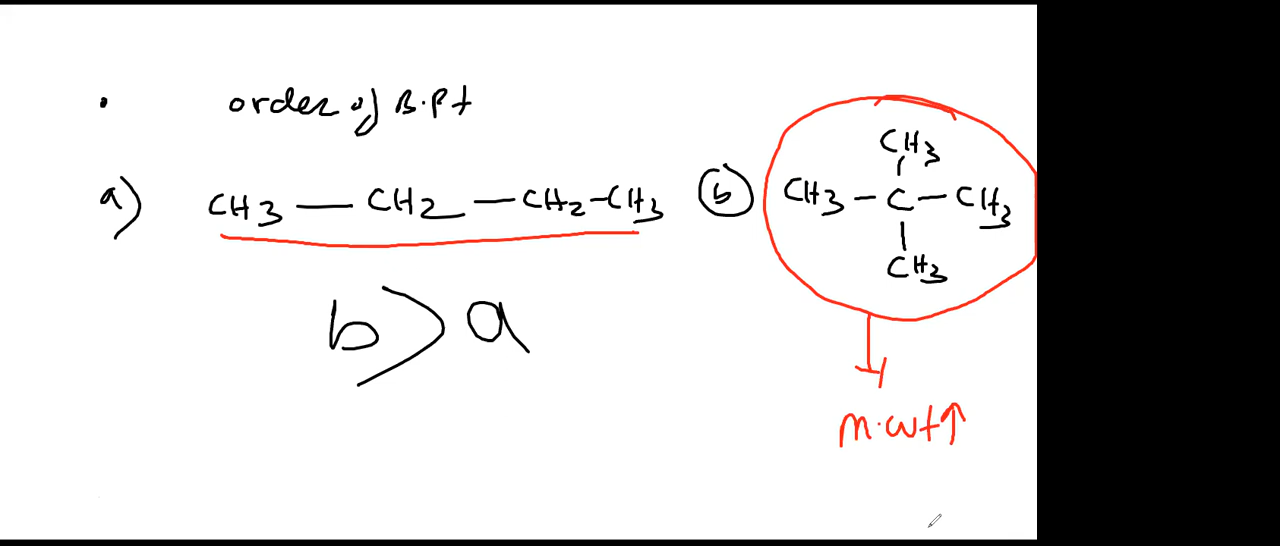 • order of B.Pt
a) CH3 — CH2 — CH2 - CH3
(b) CH3
CH3 - C - CH3
CH3
b > a
m.wt↑